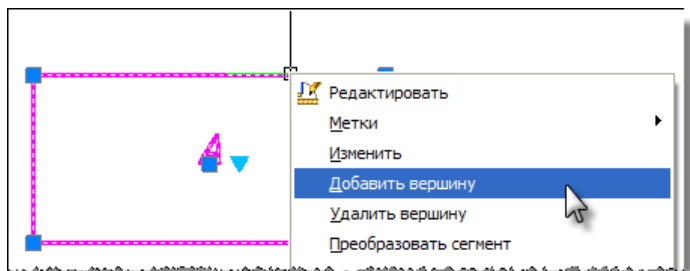 A
Редактировать
Метки
Изменить
Добавить вершину
Удалить вершину
Преобразовать сегмент